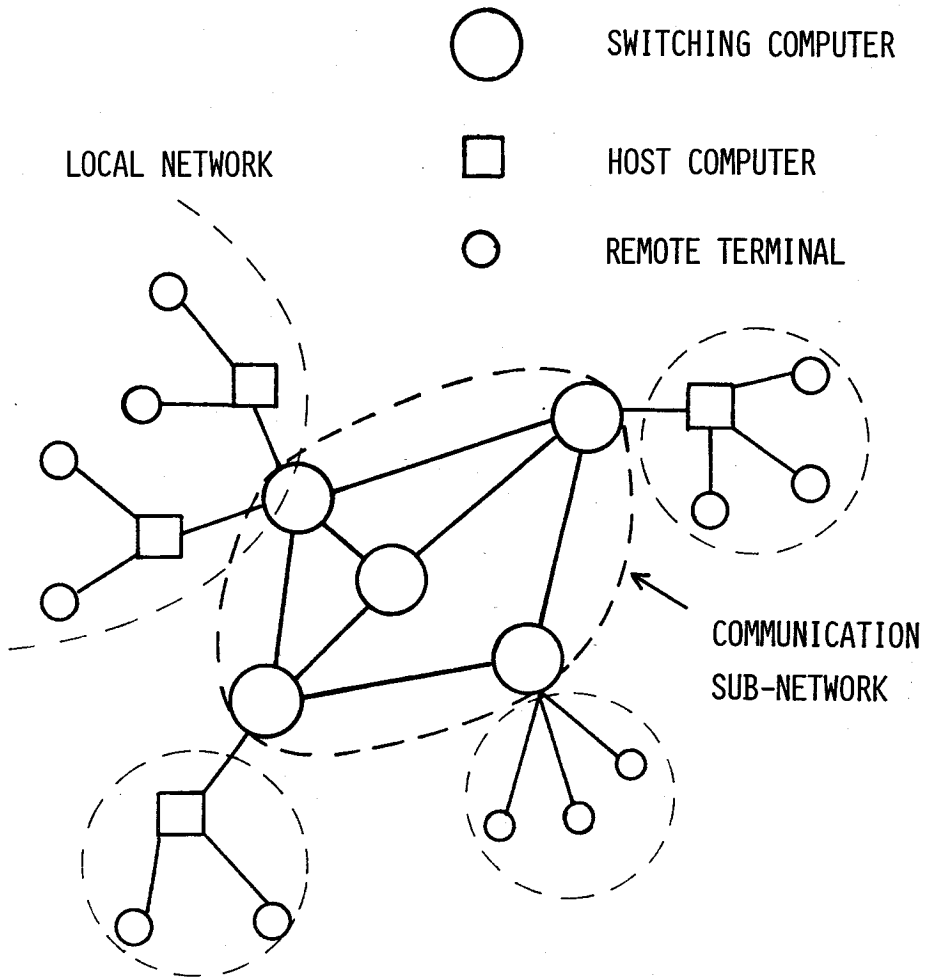 SWITCHING COMPUTER
LOCAL NETWORK
HOST COMPUTER
REMOTE TERMINAL
COMMUNICATION
SUB-NETWORK